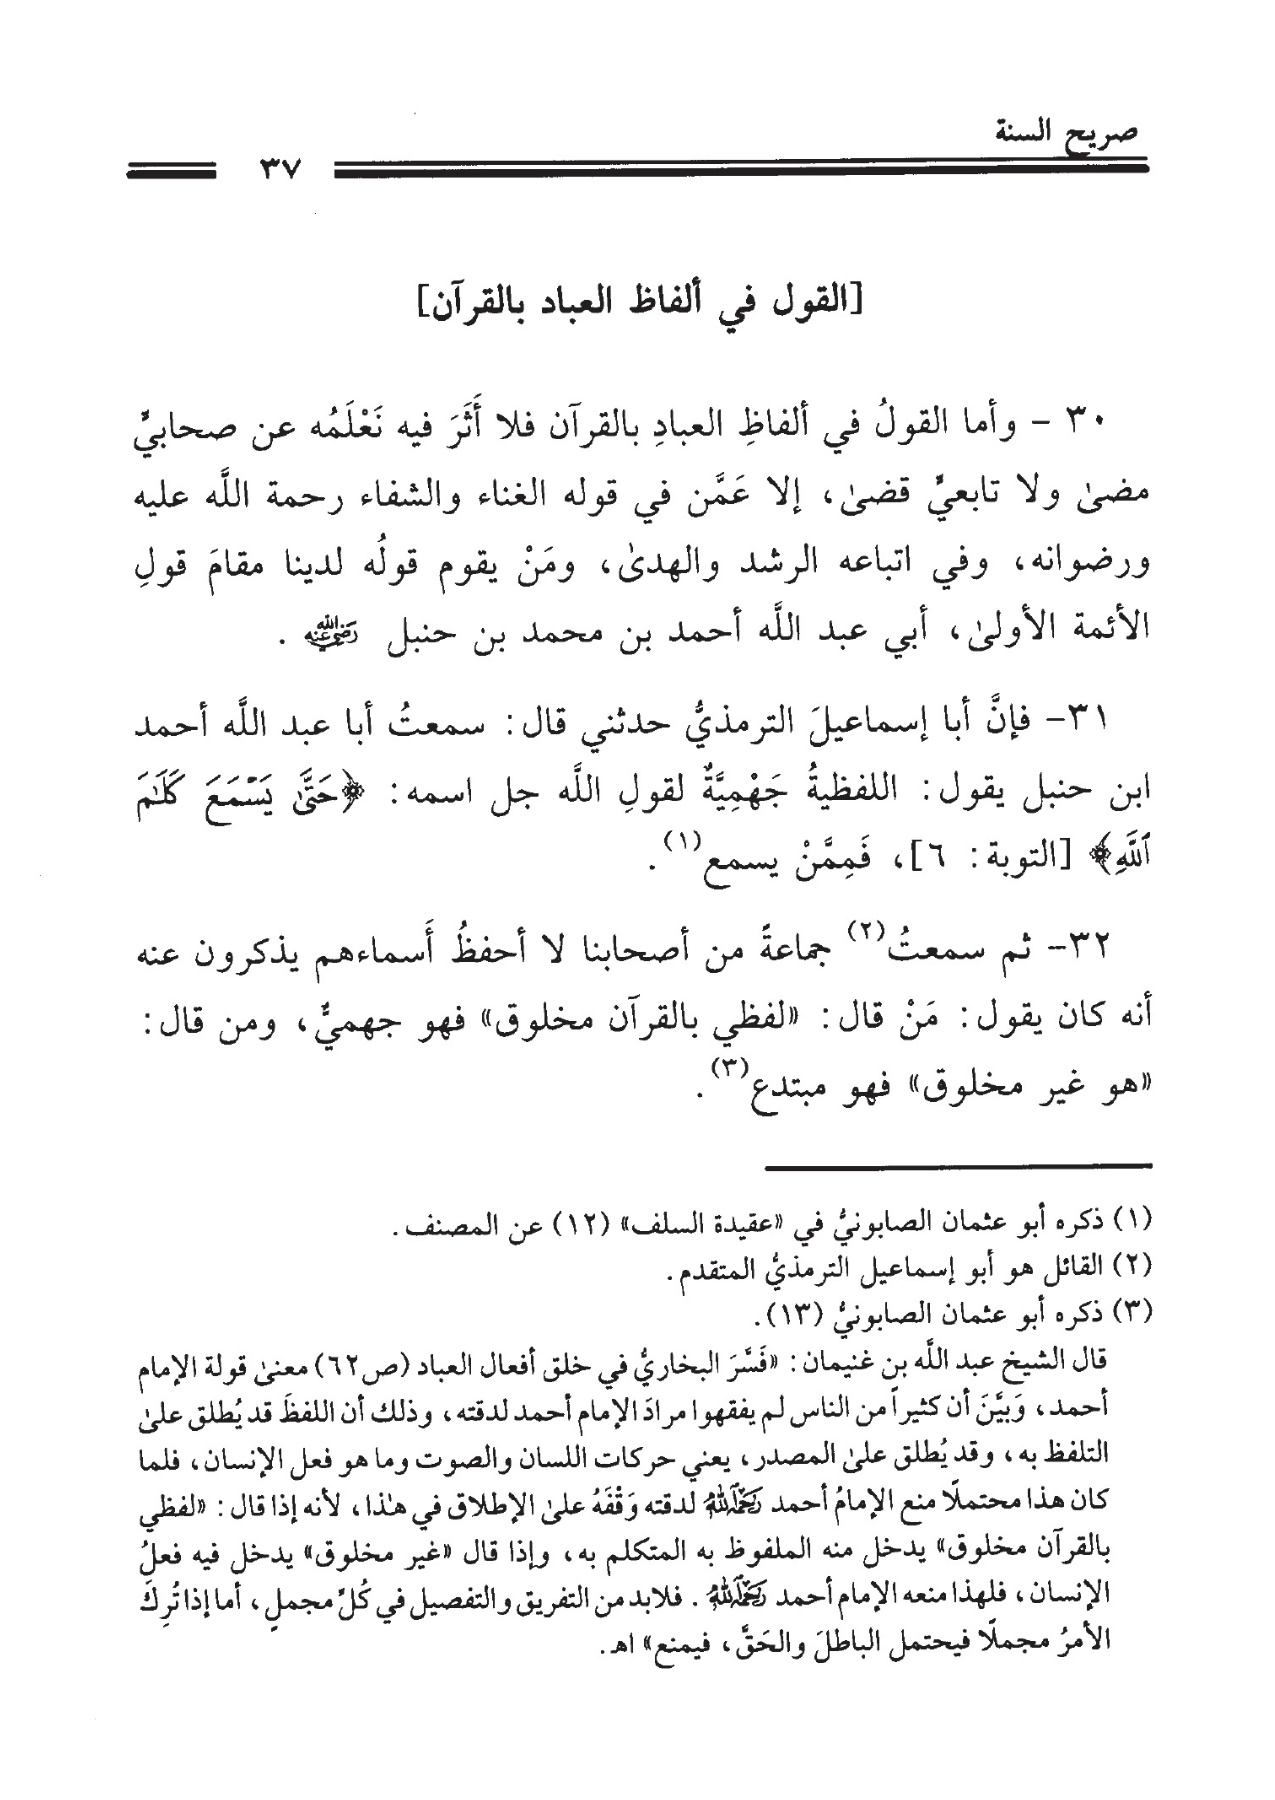 صريح السنة
٣٧
[القول في ألفاظ العباد بالقرآن]
٣٠ - وأما القولُ في ألفاظِ العبادِ بالقرآن فلا أَثَرَ فيه نَعْلَمُه عن صحابيٍّ
مضىٰ ولا تابعيٍّ قضىٰ، إلا عَمَّن في قوله الغناء والشفاء رحمة اللَّه عليه
ورضوانه، وفي اتباعه الرشد والهدىٰ، ومَنْ يقوم قولُه لدينا مقامَ قولِ
الأئمة الأولىٰ، أبي عبد اللَّه أحمد بن محمد بن حنبل رضي الله عنه .
٣١- فإنَّ أبا إسماعيلَ الترمذيُّ حدثني قال: سمعتُ أبا عبد اللَّه أحمد
ابن حنبل يقول: اللفظيةُ جَهْمِيَّةٌ لقولِ اللَّه جل اسمه: ﴿حَتَّىٰ يَسْمَعَ كَلَٰمَ
ٱللَّهِ﴾ [التوبة: ٦]، فَمِمَّنْ يسمع(١).
٣٢- ثم سمعتُ(٢) جماعةً من أصحابنا لا أحفظُ أَسماءهم يذكرون عنه
أنه كان يقول: مَنْ قال: «لفظي بالقرآن مخلوق» فهو جهميٌّ، ومن قال:
«هو غير مخلوق» فهو مبتدع(٣).
(١) ذكره أبو عثمان الصابونيُّ في «عقيدة السلف» (١٢) عن المصنف.
(٢) القائل هو أبو إسماعيل الترمذيُّ المتقدم.
(٣) ذكره أبو عثمان الصابونيُّ (١٣).
قال الشيخ عبد اللَّه بن غنيمان: «فَسَّرَ البخاريُّ في خلق أفعال العباد (ص٦٢) معنىٰ قولة الإمام
أحمد، وَبيَّنَ أن كثيراً من الناس لم يفقهوا مرادَ الإمام أحمد لدقته، وذلك أن اللفظَ قد يُطلق علىٰ
التلفظ به، وقد يُطلق علىٰ المصدر، يعني حركات اللسان والصوت وما هو فعل الإنسان، فلما
كان هذا محتملًا منع الإمامُ أحمد رَحِمَهُ ٱللَّهُ لدقته وَقْفَهُ علىٰ الإطلاق في هٰذا، لأنه إذا قال: «لفظي
بالقرآن مخلوق» يدخل منه الملفوظ به المتكلم به، وإذا قال «غير مخلوق» يدخل فيه فعلُ
الإنسان، فلهذا منعه الإمام أحمد رَحِمَهُ ٱللَّهُ . فلابد من التفريق والتفصيل في كُلِّ مجملٍ، أما إذا تُرِكَ
الأمرُ مجملًا فيحتمل الباطلَ والحَقَّ، فيمنع» اهـ.